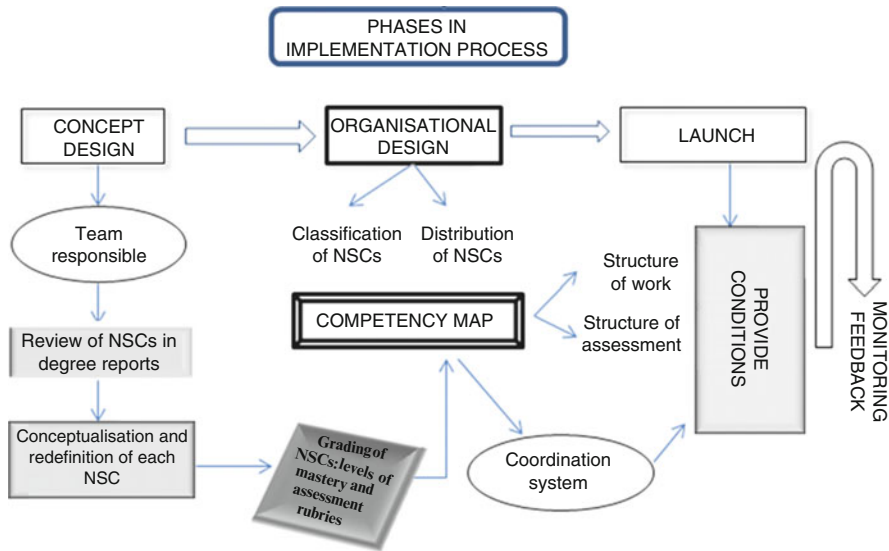 PHASES IN
IMPLEMENTATION PROCESS
CONCEPT
DESIGN
ORGANISATIONAL
DESIGN
LAUNCH
Team
responsible
Classification
of NSCs
Distribution
of NSCs
Structure
of work
Structure of
assessment
COMPETENCY MAP
PROVIDE
CONDITIONS
MONITORING
FEEDBACK
Review of NSCs in
degree reports
Conceptualisation and
redefinition of each
NSC
Grading of
NSCs: levels of
mastery and
assessment
rubries
Coordination
system